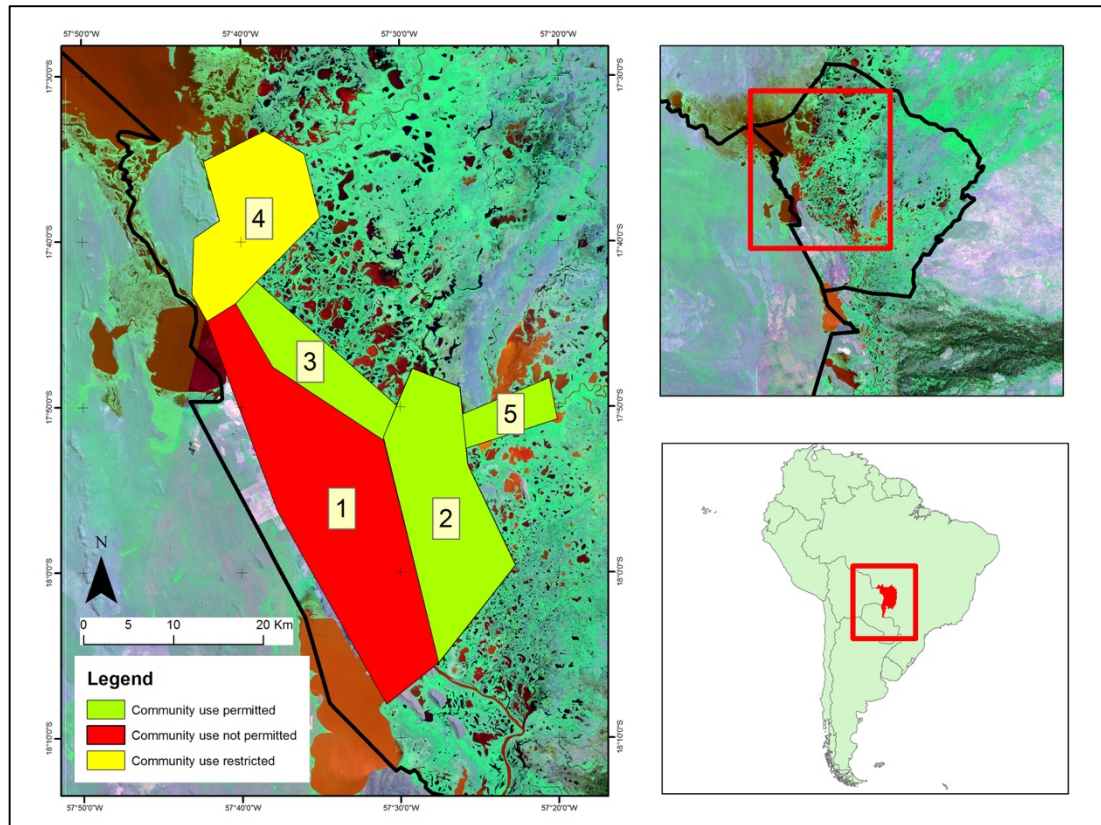 57°50'0"W 57°40'0"W 57°30'0"W 57°20'0"W
17°30'0"S 17°30'0"S
4
17°40'0"S 17°40'0"S
3
17°50'0"S 5 17°50'0"S
1 2
N
18°0'0"S 18°0'0"S
0 5 10 20 Km
Legend
Community use permitted
Community use not permitted
Community use restricted
18°10'0"S 18°10'0"S
57°50'0"W 57°40'0"W 57°30'0"W 57°20'0"W